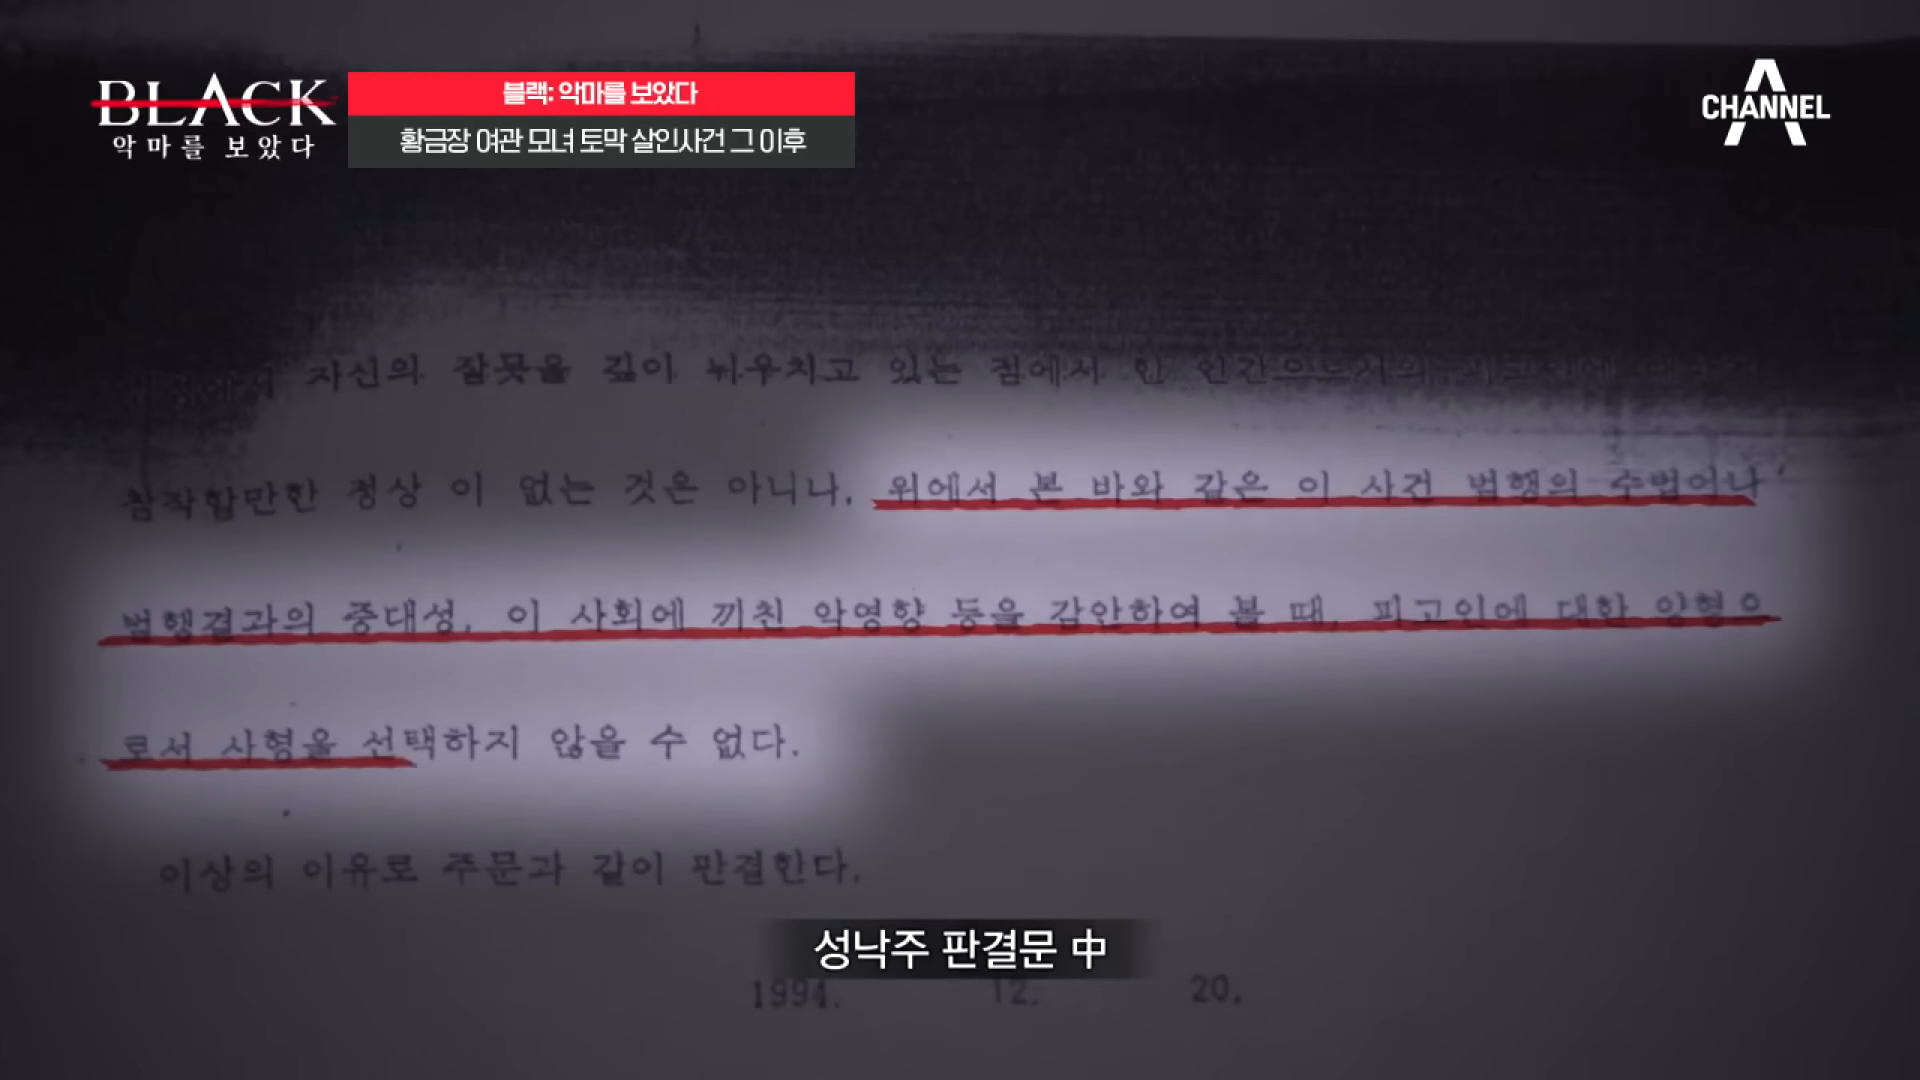 BLACK
악마를 보았다
블랙: 악마를 보았다
황금장 여관 모녀 토막 살인사건 그 이후
CHANNEL A
자신의 잘못을 깊이 뉘우치고 있는 점에서 한 인간으로서의 피고인에
참작할만한 정상 이 없는 것은 아니나, 위에서 본 바와 같은 이 사건 범행의 수법이나
범행결과의 중대성, 이 사회에 끼친 악영향 등을 감안하여 볼 때, 피고인에 대한 양형으
로서 사형을 선택하지 않을 수 없다.
이상의 이유로 주문과 같이 판결한다.
성낙주 판결문 中
1994. 12. 20.